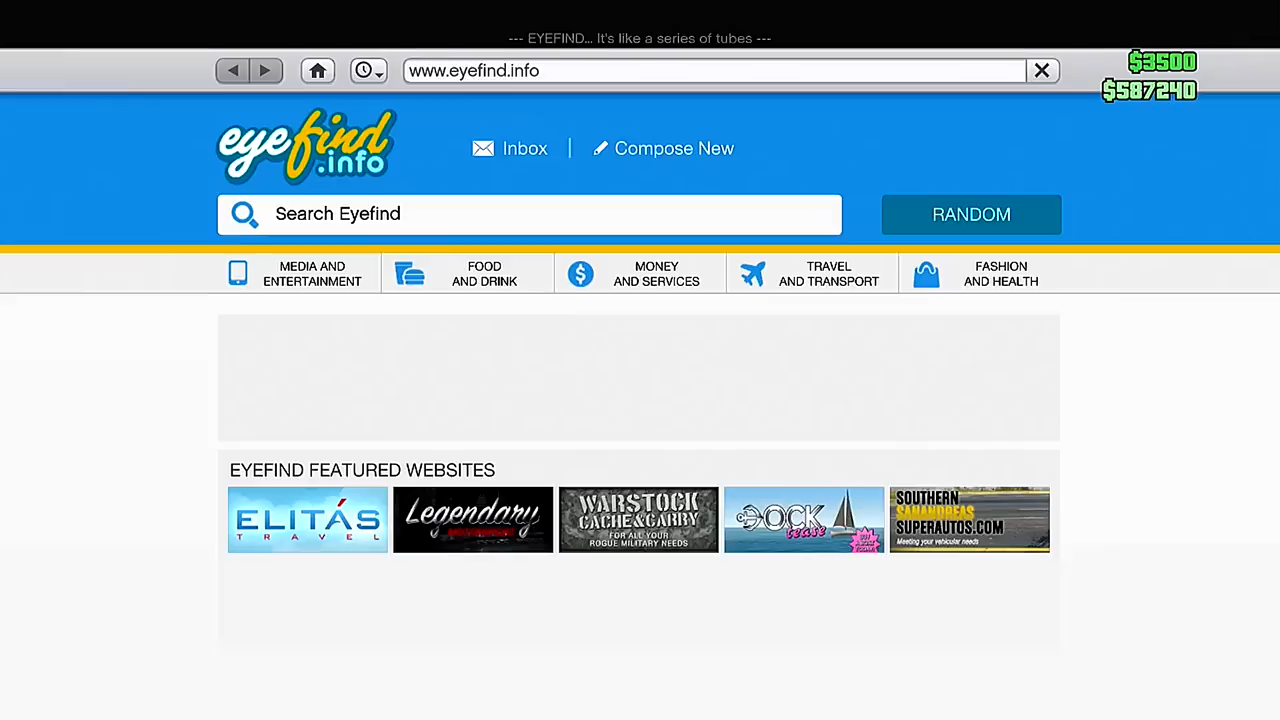 --- EYEFIND... It's like a series of tubes ---
www.eyefind.info
$3500
$587240
eyefind
.info
Inbox
Compose New
Search Eyefind
RANDOM
MEDIA AND
ENTERTAINMENT
FOOD
AND DRINK
MONEY
AND SERVICES
TRAVEL
AND TRANSPORT
FASHION
AND HEALTH
EYEFIND FEATURED WEBSITES
ELITÁS
TRAVEL
Legendary
WARSTOCK
CACHE&CARRY
FOR ALL YOUR
ROGUE MILITARY NEEDS
DOCK
tease
SOUTHERN
SANANDREAS
SUPERAUTOS.COM
Meeting your vehicular needs